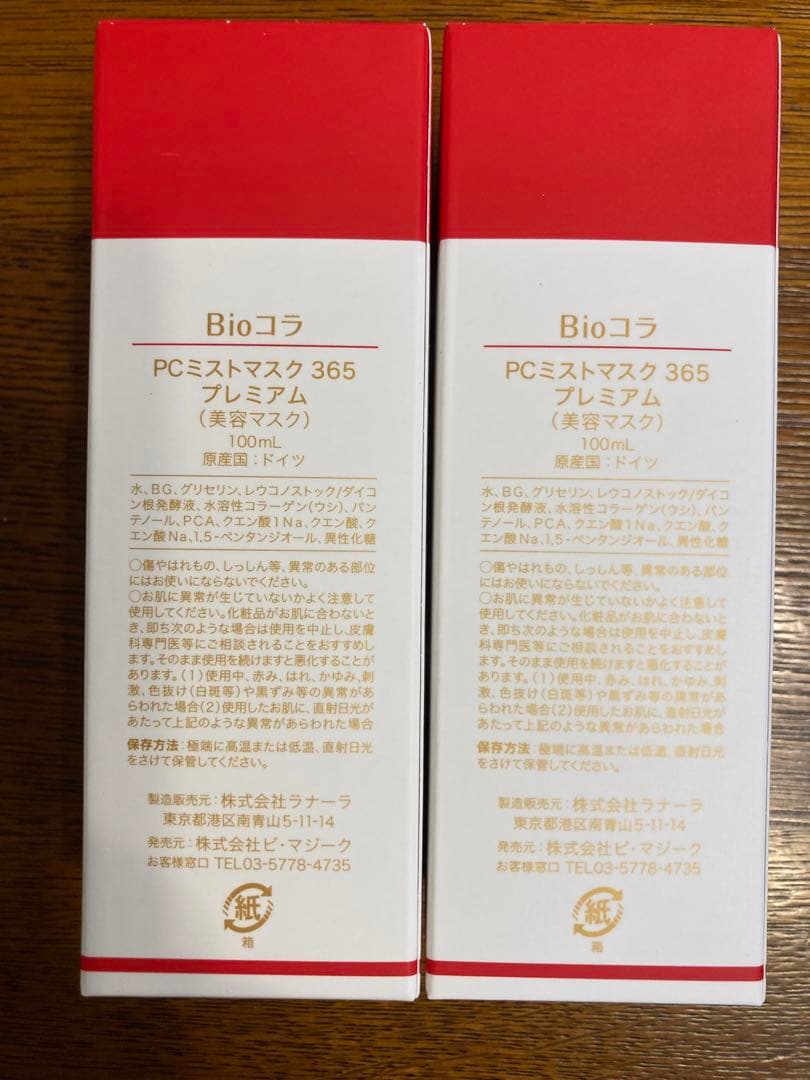 Bioコラ
PCミストマスク 365
プレミアム
(美容マスク)
100mL
原産国:ドイツ
水、BG、グリセリン、レウコノストック/ダイコ
ン根発酵液、水溶性コラーゲン(ウシ)、パン
テノール、PCA、クエン酸1Na、クエン酸、ク
エン酸Na、1,5-ペンタンジオール、異性化糖
○傷やはれもの、しっしん等、異常のある部位
にはお使いにならないでください。
○お肌に異常が生じていないかよく注意して
使用してください。化粧品がお肌に合わないと
き、即ち次のような場合は使用を中止し、皮膚
科専門医等にご相談されることをおすすめし
ます。そのまま使用を続けますと悪化することが
あります。(1)使用中、赤み、はれ、かゆみ、刺
激、色抜け(白斑等)や黒ずみ等の異常があ
らわれた場合(2)使用したお肌に、直射日光が
あたって上記のような異常があらわれた場合
保存方法:極端に高温または低温、直射日光
をさけて保管してください。
製造販売元:株式会社ラナーラ
東京都港区南青山5-11-14
発売元:株式会社ビ・マジーク
お客様窓口 TEL03-5778-4735
紙
箱
Bioコラ
PCミストマスク 365
プレミアム
(美容マスク)
100mL
原産国:ドイツ
水、BG、グリセリン、レウコノストック/ダイコ
ン根発酵液、水溶性コラーゲン(ウシ)、パン
テノール、PCA、クエン酸1Na、クエン酸、ク
エン酸Na、1,5-ペンタンジオール、異性化糖
○傷やはれもの、しっしん等、異常のある部位
にはお使いにならないでください。
○お肌に異常が生じていないかよく注意して
使用してください。化粧品がお肌に合わないと
き、即ち次のような場合は使用を中止し、皮膚
科専門医等にご相談されることをおすすめし
ます。そのまま使用を続けますと悪化することが
あります。(1)使用中、赤み、はれ、かゆみ、刺
激、色抜け(白斑等)や黒ずみ等の異常があ
らわれた場合(2)使用したお肌に、直射日光が
あたって上記のような異常があらわれた場合
保存方法:極端に高温または低温、直射日光
をさけて保管してください。
製造販売元:株式会社ラナーラ
東京都港区南青山5-11-14
発売元:株式会社ビ・マジーク
お客様窓口 TEL03-5778-4735
紙
箱